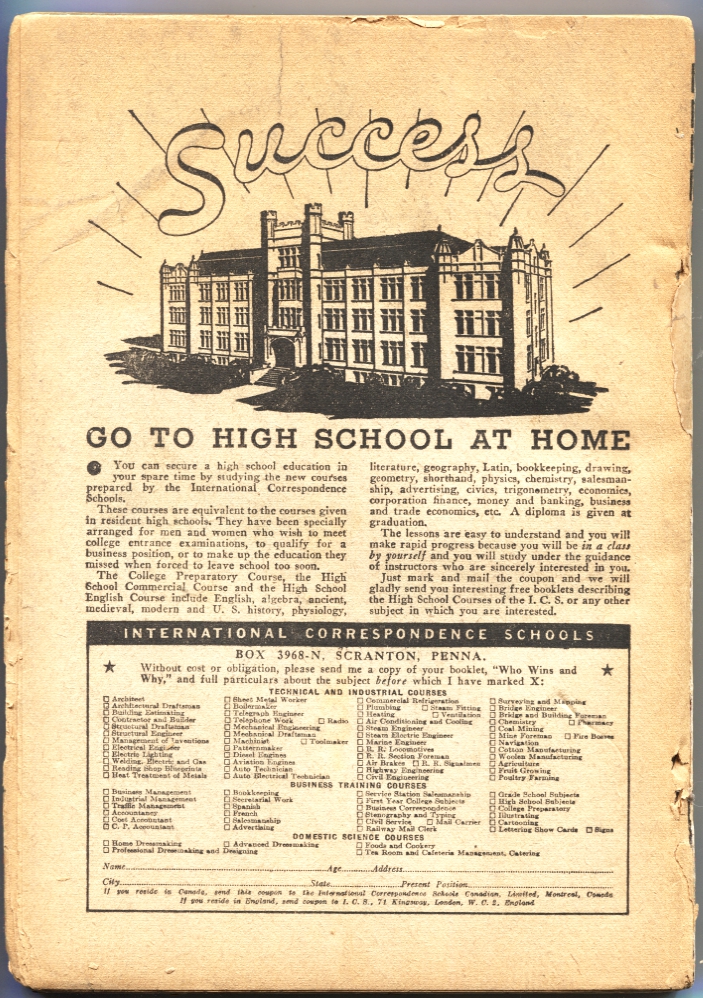 Success
GO TO HIGH SCHOOL AT HOME
You can secure a high school education in
your spare time by studying the new courses
prepared by the International Correspondence
Schools.
These courses are equivalent to the courses given
in resident high schools. They have been specially
arranged for men and women who wish to meet
college entrance examinations, to qualify for a
business position, or to make up the education they
missed when forced to leave school too soon.
The College Preparatory Course, the High
School Commercial Course and the High School
English Course include English, algebra, ancient,
medieval, modern and U. S. history, physiology,
literature, geography, Latin, bookkeeping, drawing,
geometry, shorthand, physics, chemistry, salesman-
ship, advertising, civics, trigonometry, economics,
corporation finance, money and banking, business
and trade economics, etc. A diploma is given at
graduation.
The lessons are easy to understand and you will
make rapid progress because you will be in a class
by yourself and you will study under the guidance
of instructors who are sincerely interested in you.
Just mark and mail the coupon and we will
gladly send you interesting free booklets describing
the High School Courses of the I. C. S. or any other
subject in which you are interested.
INTERNATIONAL CORRESPONDENCE SCHOOLS
BOX 3968-N, SCRANTON, PENNA.
Without cost or obligation, please send me a copy of your booklet, "Who Wins and
Why," and full particulars about the subject before which I have marked X:
TECHNICAL AND INDUSTRIAL COURSES
Architect
Architectural Draftsman
Building Estimating
Contractor and Builder
Structural Draftsman
Structural Engineer
Management of Inventions
Electrical Engineer
Electric Lighting
Welding, Electric and Gas
Reading Shop Blueprints
Heat Treatment of Metals
Sheet Metal Worker
Boilermaker
Telegraph Engineer
Telephone Work Radio
Mechanical Engineering
Mechanical Draftsman
Machinist Toolmaker
Patternmaker
Diesel Engines
Aviation Engines
Auto Technician
Auto Electrical Technician
Commercial Refrigeration
Plumbing Steam Fitting
Heating Ventilation
Air Conditioning and Cooling
Steam Engineer
Steam Electric Engineer
Marine Engineer
R. R. Locomotives
R. R. Section Foreman
Air Brakes R. R. Signalmen
Highway Engineering
Civil Engineering
Surveying and Mapping
Bridge Engineer
Bridge and Building Foreman
Chemistry Pharmacy
Coal Mining
Mine Foreman Fire Bosses
Navigation
Cotton Manufacturing
Woolen Manufacturing
Agriculture
Fruit Growing
Poultry Farming
BUSINESS TRAINING COURSES
Business Management
Industrial Management
Traffic Management
Accountancy
Cost Accountant
C. P. Accountant
Bookkeeping
Secretarial Work
Spanish
French
Salesmanship
Advertising
Service Station Salesmanship
First Year College Subjects
Business Correspondence
Stenography and Typing
Civil Service Mail Carrier
Railway Mail Clerk
Grade School Subjects
High School Subjects
College Preparatory
Illustrating
Cartooning
Lettering Show Cards Signs
DOMESTIC SCIENCE COURSES
Home Dressmaking
Professional Dressmaking and Designing
Advanced Dressmaking
Foods and Cookery
Tea Room and Cafeteria Management, Catering
Name Age Address
City State Present Position
If you reside in Canada, send this coupon to the International Correspondence Schools Canadian, Limited, Montreal, Canada
If you reside in England, send coupon to I. C. S., 71 Kingsway, London, W. C. 2, England